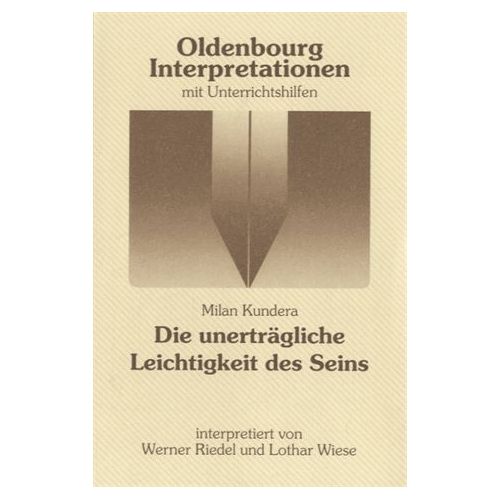 Oldenbourg
Interpretationen
mit Unterrichtshilfen
Milan Kundera
Die unerträgliche
Leichtigkeit des Seins
interpretiert von
Werner Riedel und Lothar Wiese